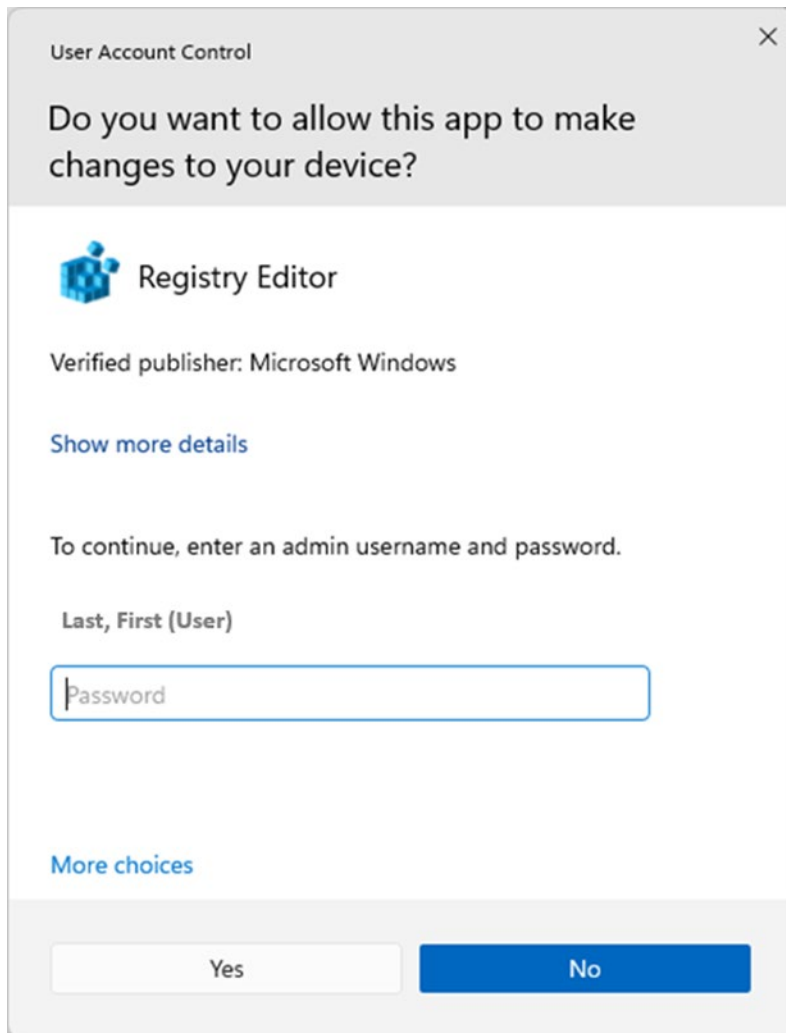 User Account Control
Do you want to allow this app to make
changes to your device?
Registry Editor
Verified publisher: Microsoft Windows
Show more details
To continue, enter an admin username and password.
Last, First (User)
Password
More choices
Yes
No